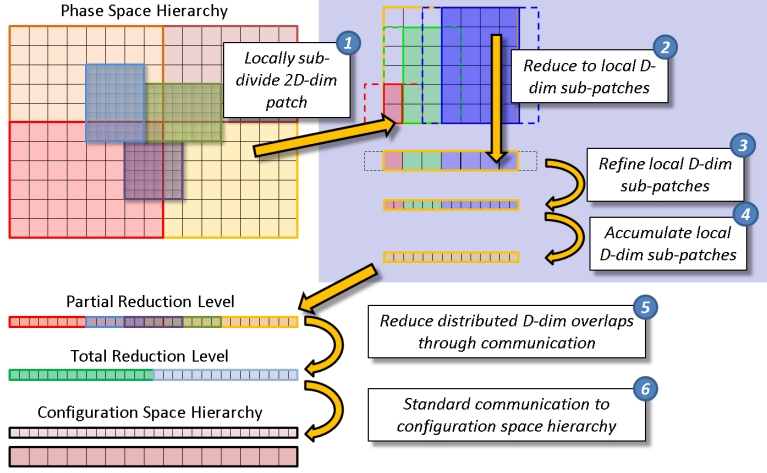 Phase Space Hierarchy
1
Locally sub-
divide 2D-dim
patch
2
Reduce to local D-
dim sub-patches
3
Refine local D-dim
sub-patches
4
Accumulate local
D-dim sub-patches
Partial Reduction Level
5
Reduce distributed D-dim overlaps
through communication
Total Reduction Level
6
Standard communication to
configuration space hierarchy
Configuration Space Hierarchy